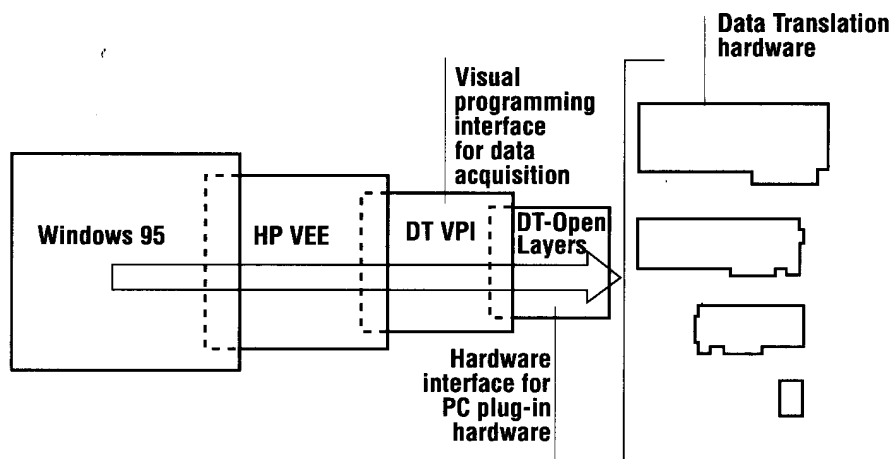 Data Translation
hardware
Visual
programming
interface
for data
acquisition
Windows 95
HP VEE
DT VPI
DT-Open
Layers
Hardware
interface for
PC plug-in
hardware